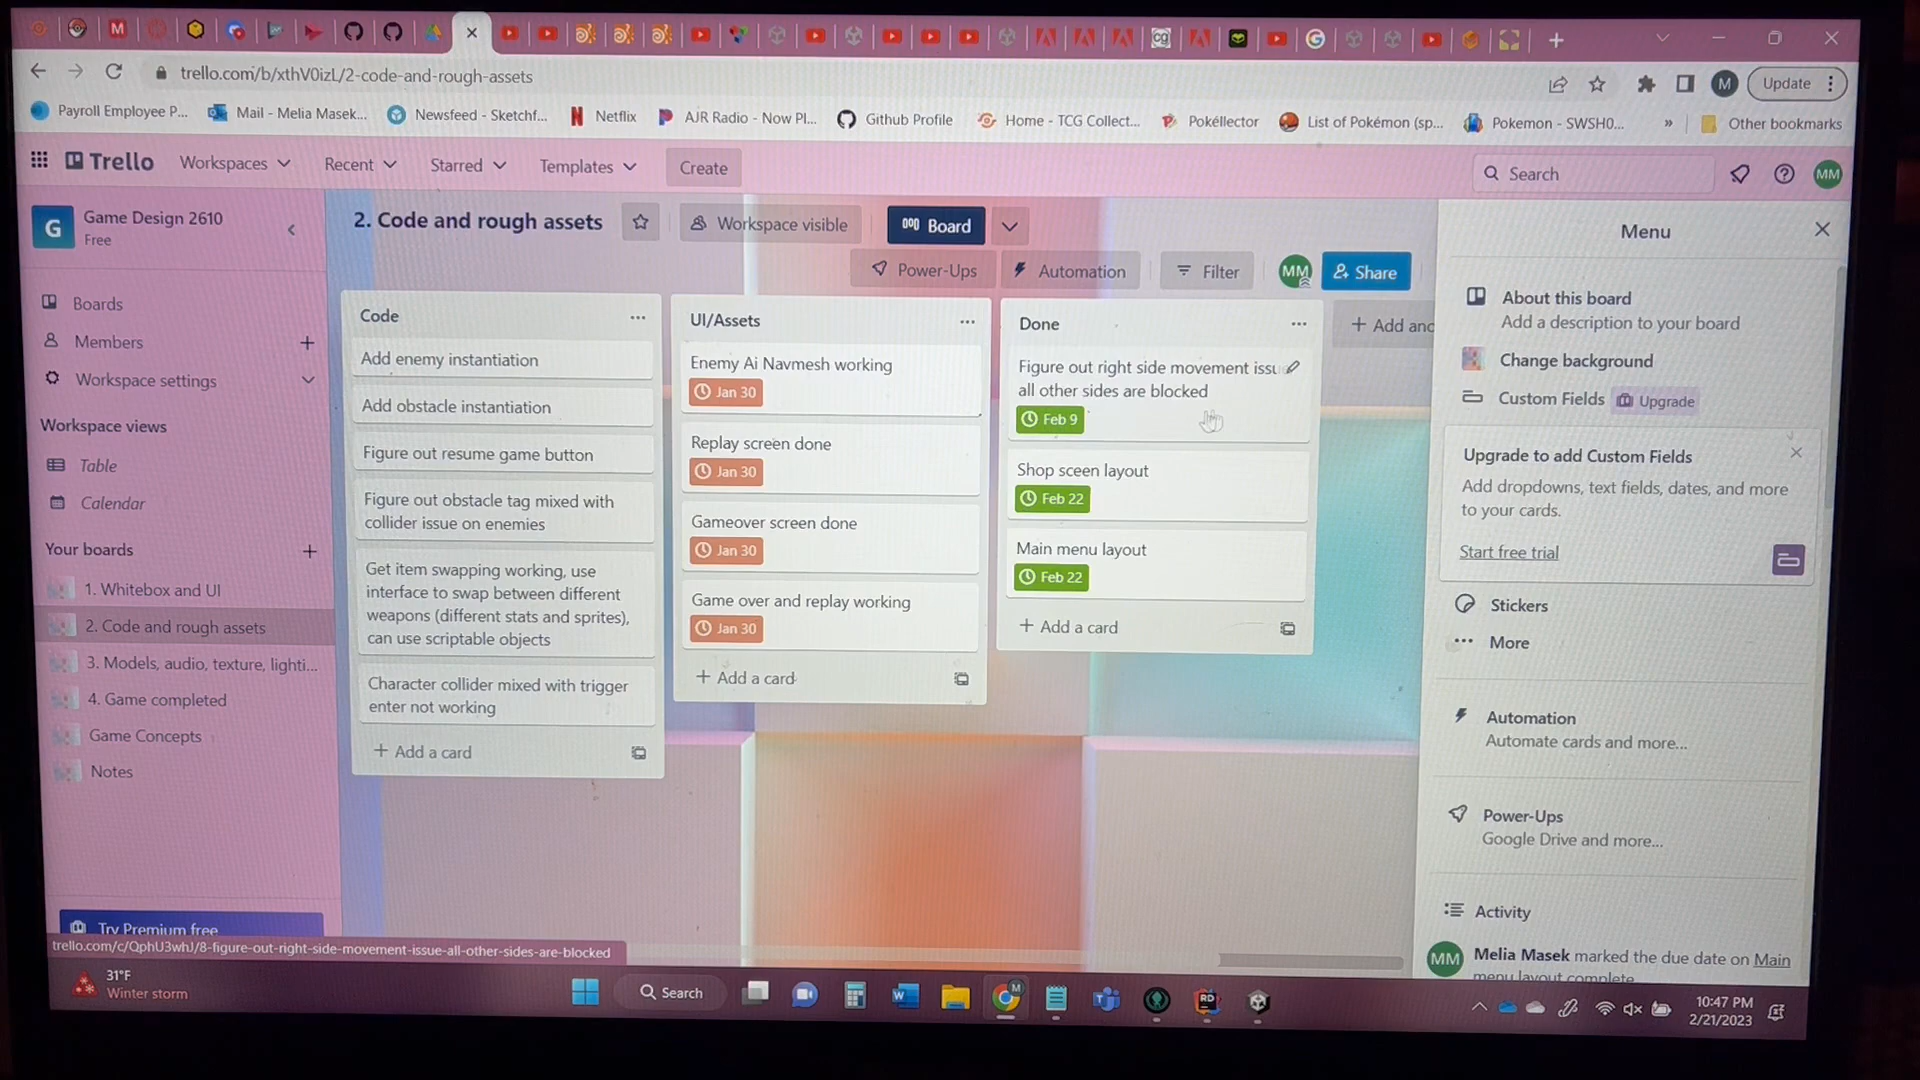 trello.com/b/xthV0izL/2-code-and-rough-assets
Update
Payroll Employee P...
Mail - Melia Masek...
Newsfeed - Sketchf...
Netflix
AJR Radio - Now Pl...
Github Profile
Home - TCG Collect...
Pokéllector
List of Pokémon (sp...
Pokemon - SWSH0...
»
Other bookmarks
Trello
Workspaces
Recent
Starred
Templates
Create
Search
MM
G
Game Design 2610
Free
Boards
Members
Workspace settings
Workspace views
Table
Calendar
Your boards
1. Whitebox and UI
2. Code and rough assets
3. Models, audio, texture, lighti...
4. Game completed
Game Concepts
Notes
Try Premium free
2. Code and rough assets
Workspace visible
Board
Power-Ups
Automation
Filter
MM
Share
Code
Add enemy instantiation
Add obstacle instantiation
Figure out resume game button
Figure out obstacle tag mixed with
collider issue on enemies
Get item swapping working, use
interface to swap between different
weapons (different stats and sprites),
can use scriptable objects
Character collider mixed with trigger
enter not working
+ Add a card
UI/Assets
Enemy Ai Navmesh working
Jan 30
Replay screen done
Jan 30
Gameover screen done
Jan 30
Game over and replay working
Jan 30
+ Add a card
Done
Figure out right side movement issu
all other sides are blocked
Feb 9
Shop sceen layout
Feb 22
Main menu layout
Feb 22
+ Add a card
+ Add ano
Menu
About this board
Add a description to your board
Change background
Custom Fields
Upgrade
Upgrade to add Custom Fields
Add dropdowns, text fields, dates, and more
to your cards.
Start free trial
Stickers
More
Automation
Automate cards and more...
Power-Ups
Google Drive and more...
Activity
MM
Melia Masek marked the due date on Main
menu layout complete
trello.com/c/QphU3whJ/8-figure-out-right-side-movement-issue-all-other-sides-are-blocked
31°F
Winter storm
Search
10:47 PM
2/21/2023